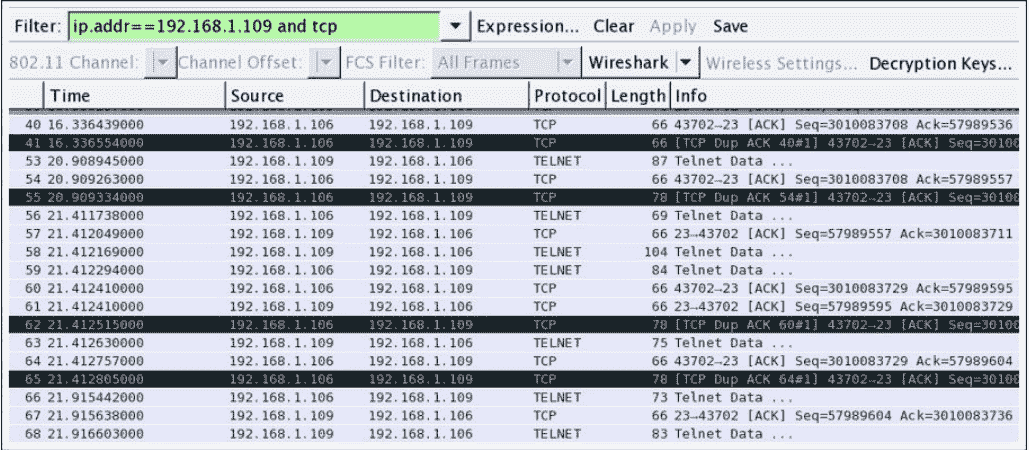 Filter: ip.addr==192.168.1.109 and tcp Expression... Clear Apply Save
802.11 Channel: Channel Offset: FCS Filter: All Frames Wireshark Wireless Settings... Decryption Keys...
Time Source Destination Protocol Length Info
40 16.336439000 192.168.1.106 192.168.1.109 TCP 66 43702→23 [ACK] Seq=3010083708 Ack=57989536
41 16.336554000 192.168.1.106 192.168.1.109 TCP 66 [TCP Dup ACK 40#1] 43702→23 [ACK] Seq=30100
53 20.908945000 192.168.1.109 192.168.1.106 TELNET 87 Telnet Data ...
54 20.909263000 192.168.1.106 192.168.1.109 TCP 66 43702→23 [ACK] Seq=3010083708 Ack=57989557
55 20.909334000 192.168.1.106 192.168.1.109 TCP 78 [TCP Dup ACK 54#1] 43702→23 [ACK] Seq=30100
56 21.411738000 192.168.1.106 192.168.1.109 TELNET 69 Telnet Data ...
57 21.412049000 192.168.1.109 192.168.1.106 TCP 66 23→43702 [ACK] Seq=57989557 Ack=3010083711
58 21.412169000 192.168.1.109 192.168.1.106 TELNET 104 Telnet Data ...
59 21.412294000 192.168.1.106 192.168.1.109 TELNET 84 Telnet Data ...
60 21.412410000 192.168.1.106 192.168.1.109 TCP 66 43702→23 [ACK] Seq=3010083729 Ack=57989595
61 21.412410000 192.168.1.109 192.168.1.106 TCP 66 23→43702 [ACK] Seq=57989595 Ack=3010083729
62 21.412515000 192.168.1.106 192.168.1.109 TCP 78 [TCP Dup ACK 60#1] 43702→23 [ACK] Seq=30100
63 21.412630000 192.168.1.109 192.168.1.106 TELNET 75 Telnet Data ...
64 21.412757000 192.168.1.106 192.168.1.109 TCP 66 43702→23 [ACK] Seq=3010083729 Ack=57989604
65 21.412805000 192.168.1.106 192.168.1.109 TCP 78 [TCP Dup ACK 64#1] 43702→23 [ACK] Seq=30100
66 21.915442000 192.168.1.106 192.168.1.109 TELNET 73 Telnet Data ...
67 21.915638000 192.168.1.109 192.168.1.106 TCP 66 23→43702 [ACK] Seq=57989604 Ack=3010083736
68 21.916603000 192.168.1.109 192.168.1.106 TELNET 83 Telnet Data ...